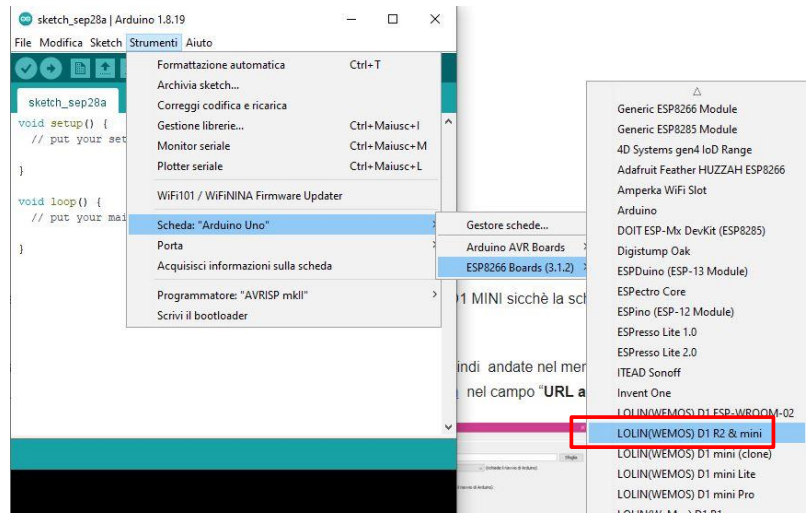 sketch_sep28a | Arduino 1.8.19
File Modifica Sketch Strumenti Aiuto
sketch_sep28a
void setup() {
// put your set
}
void loop() {
// put your mai
}
Formattazione automatica Ctrl+T
Archivia sketch...
Correggi codifica e ricarica
Gestione librerie... Ctrl+Maiusc+I
Monitor seriale Ctrl+Maiusc+M
Plotter seriale Ctrl+Maiusc+L
WiFi101 / WiFiNINA Firmware Updater
Scheda: "Arduino Uno"
Porta
Acquisisci informazioni sulla scheda
Programmatore: "AVRISP mkII"
Scrivi il bootloader
Gestore schede...
Arduino AVR Boards
ESP8266 Boards (3.1.2)
D1 MINI sicchè la sch
indi andate nel mer
nel campo "URL a
Generic ESP8266 Module
Generic ESP8285 Module
4D Systems gen4 IoD Range
Adafruit Feather HUZZAH ESP8266
Amperka WiFi Slot
Arduino
DOIT ESP-Mx DevKit (ESP8285)
Digistump Oak
ESPDuino (ESP-13 Module)
ESPectro Core
ESPino (ESP-12 Module)
ESPresso Lite 1.0
ESPresso Lite 2.0
ITEAD Sonoff
Invent One
LOLIN(WEMOS) D1 ESP-WROOM-02
LOLIN(WEMOS) D1 R2 & mini
LOLIN(WEMOS) D1 mini (clone)
LOLIN(WEMOS) D1 mini Lite
LOLIN(WEMOS) D1 mini Pro
LOLIN(WeMos) D1 R1